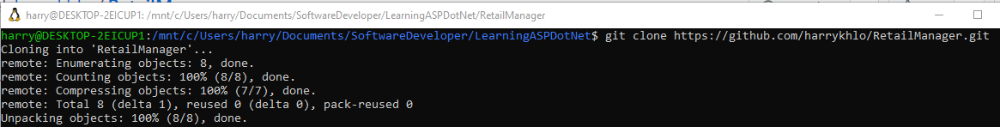 harry@DESKTOP-2EICUP1: /mnt/c/Users/harry/Documents/SoftwareDeveloper/LearningASPDotNet/RetailManager
harry@DESKTOP-2EICUP1:/mnt/c/Users/harry/Documents/SoftwareDeveloper/LearningASPDotNet$ git clone https://github.com/harrykhlo/RetailManager.git
Cloning into 'RetailManager'...
remote: Enumerating objects: 8, done.
remote: Counting objects: 100% (8/8), done.
remote: Compressing objects: 100% (7/7), done.
remote: Total 8 (delta 1), reused 0 (delta 0), pack-reused 0
Unpacking objects: 100% (8/8), done.